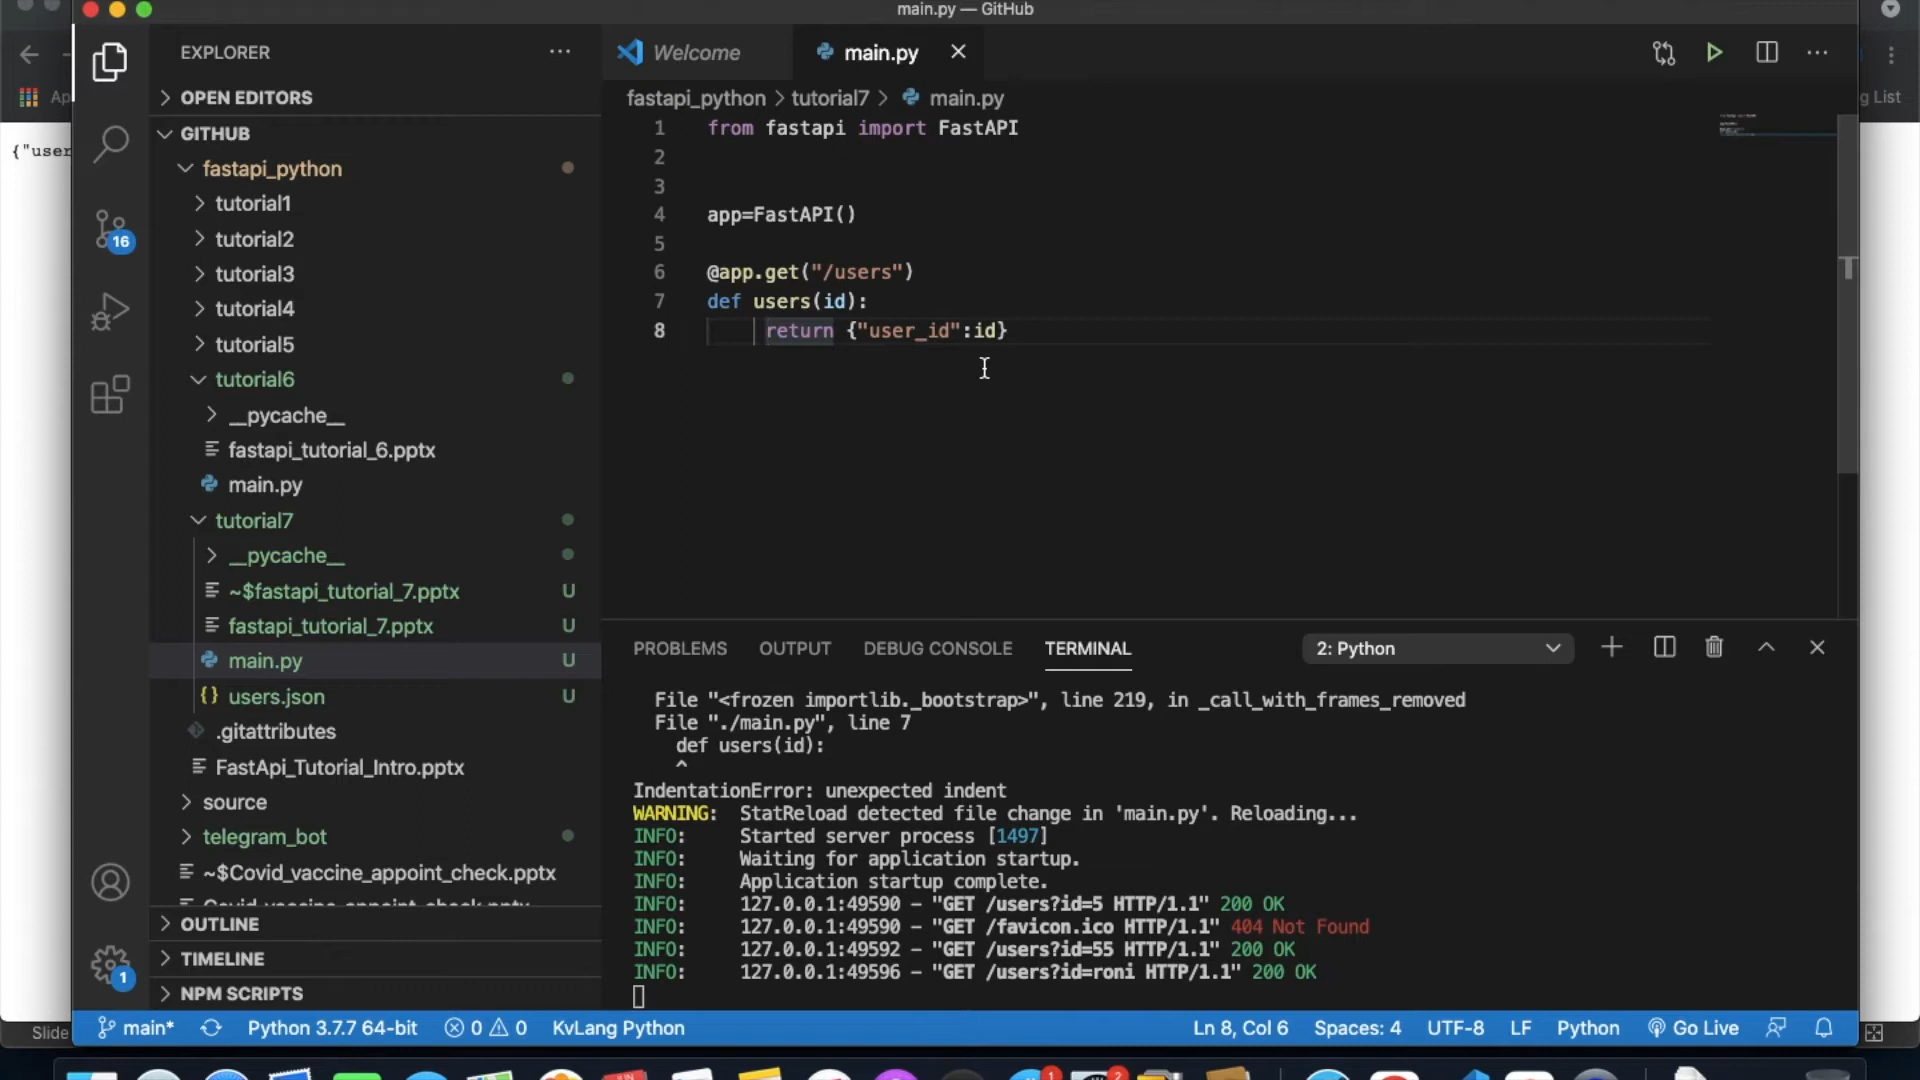 main.py — GitHub
EXPLORER
Welcome
main.py
OPEN EDITORS
GITHUB
fastapi_python
tutorial1
tutorial2
tutorial3
tutorial4
tutorial5
tutorial6
__pycache__
fastapi_tutorial_6.pptx
main.py
tutorial7
__pycache__
~$fastapi_tutorial_7.pptx U
fastapi_tutorial_7.pptx U
main.py U
users.json U
.gitattributes
FastApi_Tutorial_Intro.pptx
source
telegram_bot
~$Covid_vaccine_appoint_check.pptx
Covid_vaccine_appoint_check.pptx
OUTLINE
TIMELINE
NPM SCRIPTS
16
1
fastapi_python > tutorial7 > main.py
1 from fastapi import FastAPI
2
3
4 app=FastAPI()
5
6 @app.get("/users")
7 def users(id):
8 return {"user_id":id}
PROBLEMS OUTPUT DEBUG CONSOLE TERMINAL 2: Python
File "<frozen importlib._bootstrap>", line 219, in _call_with_frames_removed
File "./main.py", line 7
def users(id):
^
IndentationError: unexpected indent
WARNING: StatReload detected file change in 'main.py'. Reloading...
INFO: Started server process [1497]
INFO: Waiting for application startup.
INFO: Application startup complete.
INFO: 127.0.0.1:49590 - "GET /users?id=5 HTTP/1.1" 200 OK
INFO: 127.0.0.1:49590 - "GET /favicon.ico HTTP/1.1" 404 Not Found
INFO: 127.0.0.1:49592 - "GET /users?id=55 HTTP/1.1" 200 OK
INFO: 127.0.0.1:49596 - "GET /users?id=roni HTTP/1.1" 200 OK
main* Python 3.7.7 64-bit 0 0 KvLang Python Ln 8, Col 6 Spaces: 4 UTF-8 LF Python Go Live
Ap
{"user
g List
Slide
1
2